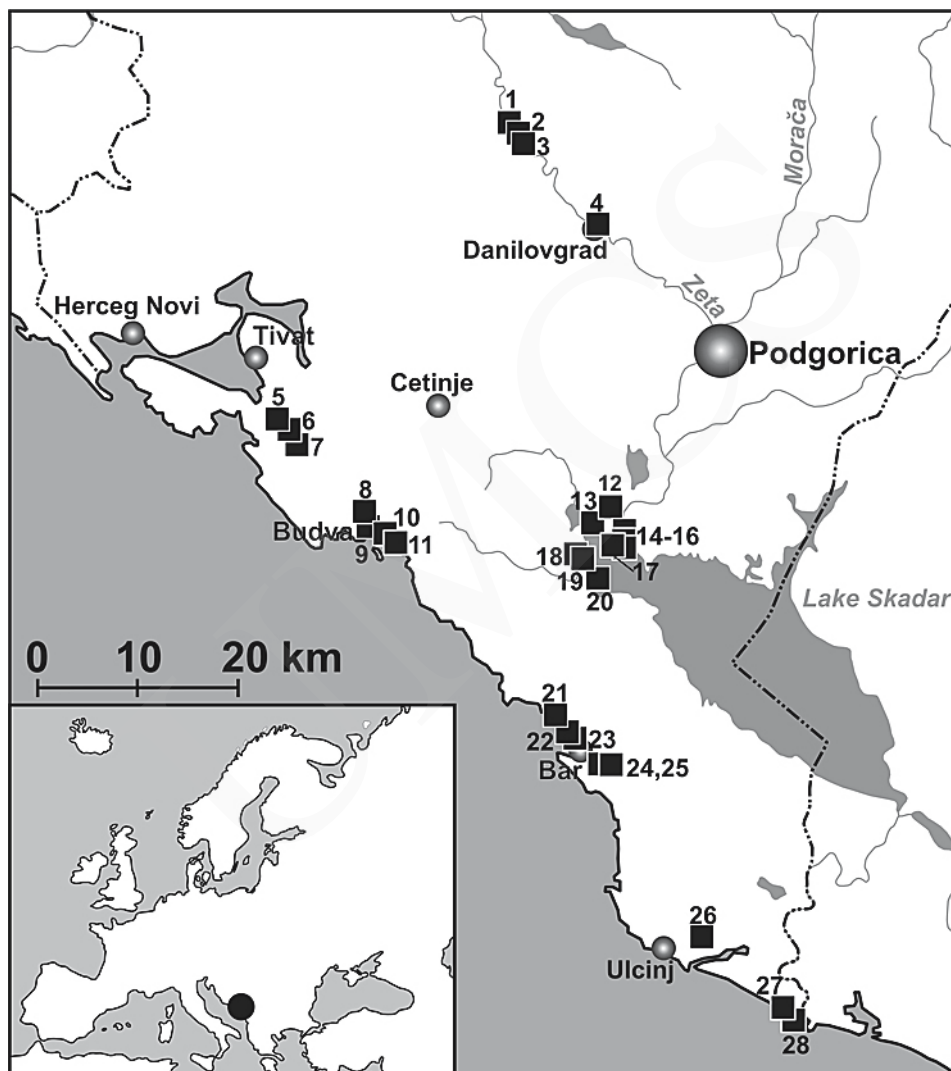 1
2
3
Morača
4
Danilovgrad
Zeta
Herceg Novi
Tivat
Podgorica
Cetinje
5
6
7
8
12
13
10
Budva
14-16
9
11
18
17
19
20
Lake Skadar
0 10 20 km
21
22
23
Bar
24,25
26
Ulcinj
27
28
UMCS